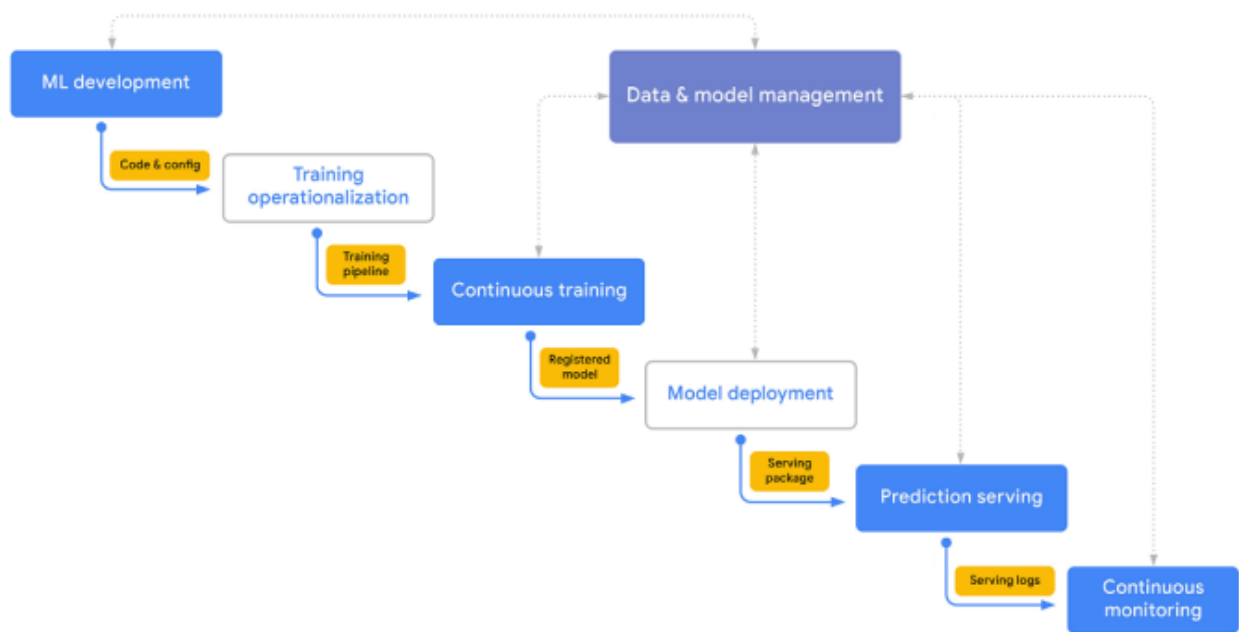 ML development
Data & model management
Code & config
Training
operationalization
Training
pipeline
Continuous training
Registered
model
Model deployment
Serving
package
Prediction serving
Serving logs
Continuous
monitoring